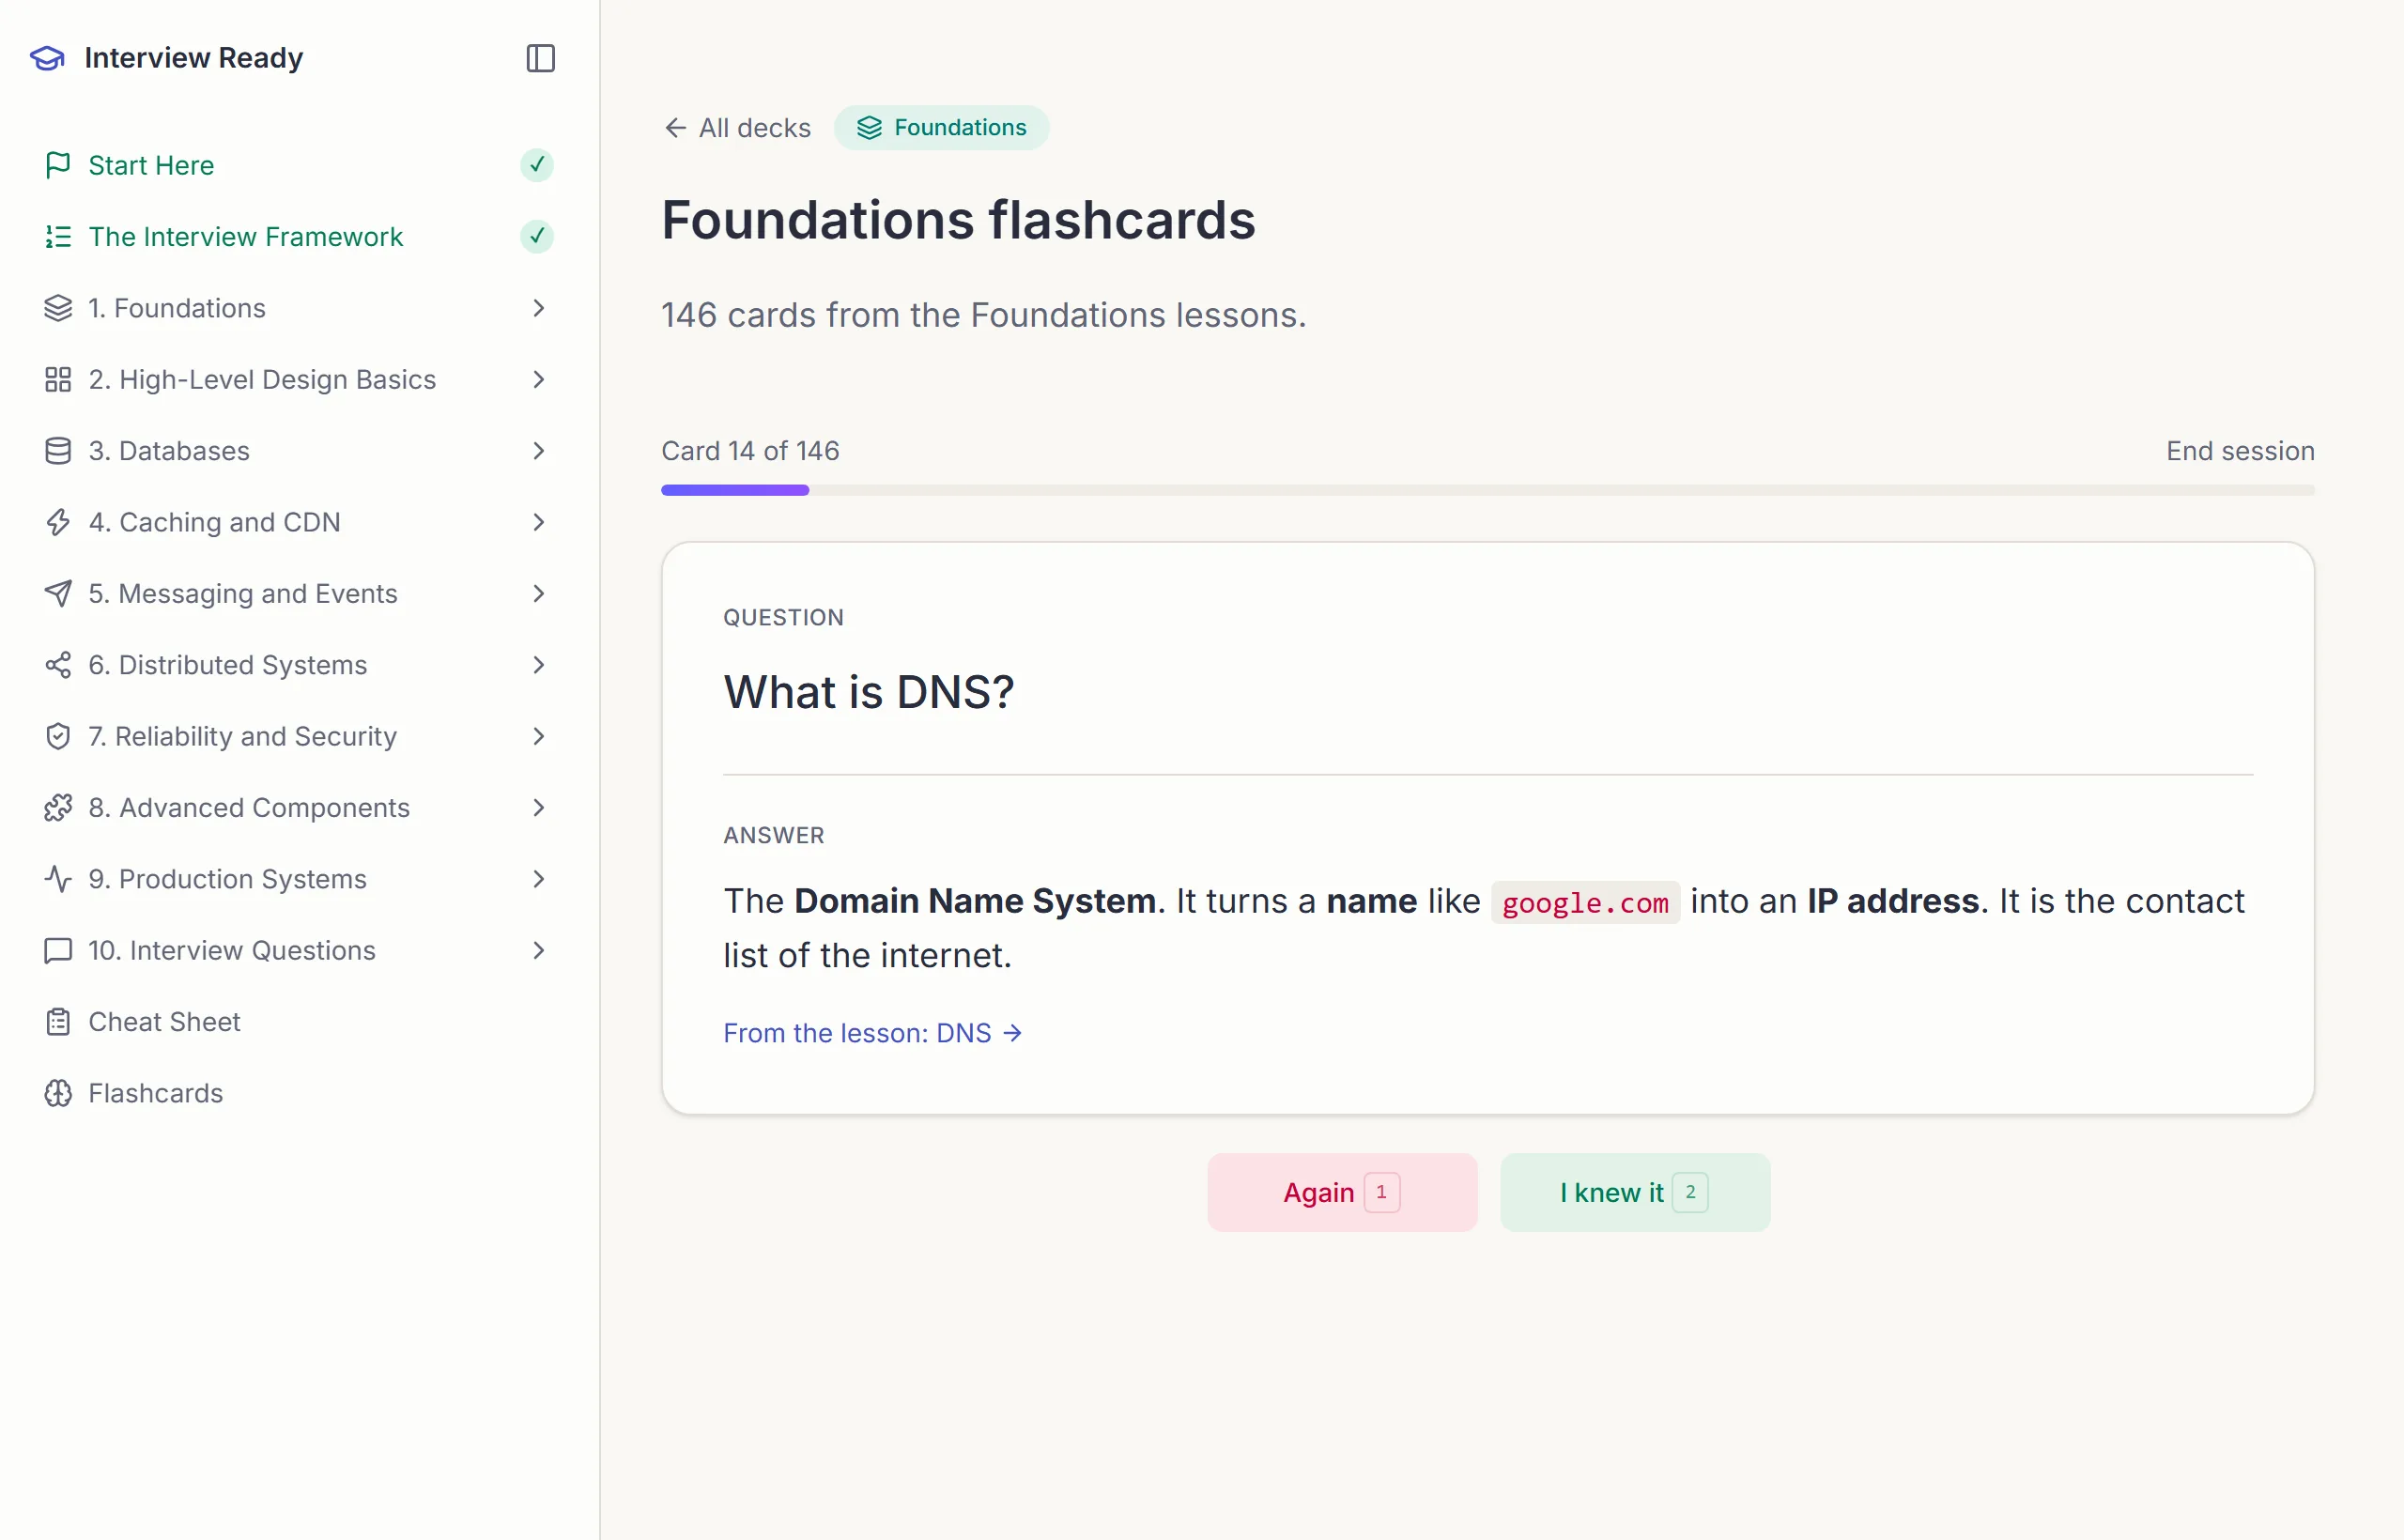 Interview Ready
Start Here
The Interview Framework
1. Foundations
2. High-Level Design Basics
3. Databases
4. Caching and CDN
5. Messaging and Events
6. Distributed Systems
7. Reliability and Security
8. Advanced Components
9. Production Systems
10. Interview Questions
Cheat Sheet
Flashcards
All decks
Foundations
Foundations flashcards
146 cards from the Foundations lessons.
Card 14 of 146
End session
QUESTION
What is DNS?
ANSWER
The Domain Name System. It turns a name like google.com into an IP address. It is the contact
list of the internet.
From the lesson: DNS →
Again 1
I knew it 2